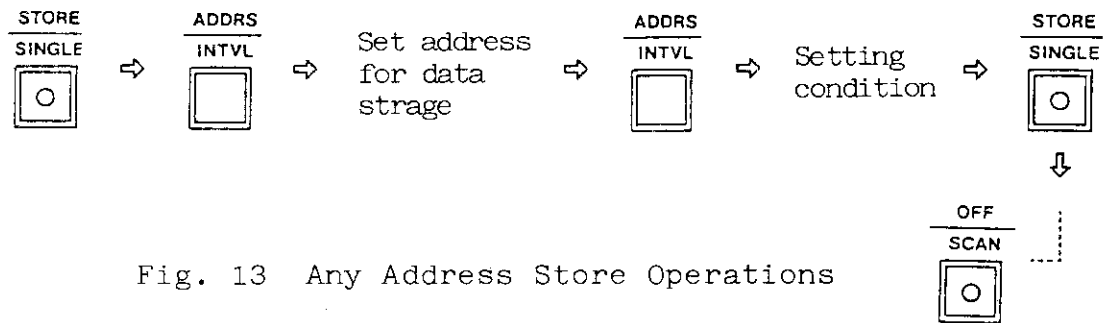 STORE
SINGLE
ADDRS
INTVL
Set address
for data
strage
ADDRS
INTVL
Setting
condition
STORE
SINGLE
OFF
SCAN
Fig. 13 Any Address Store Operations